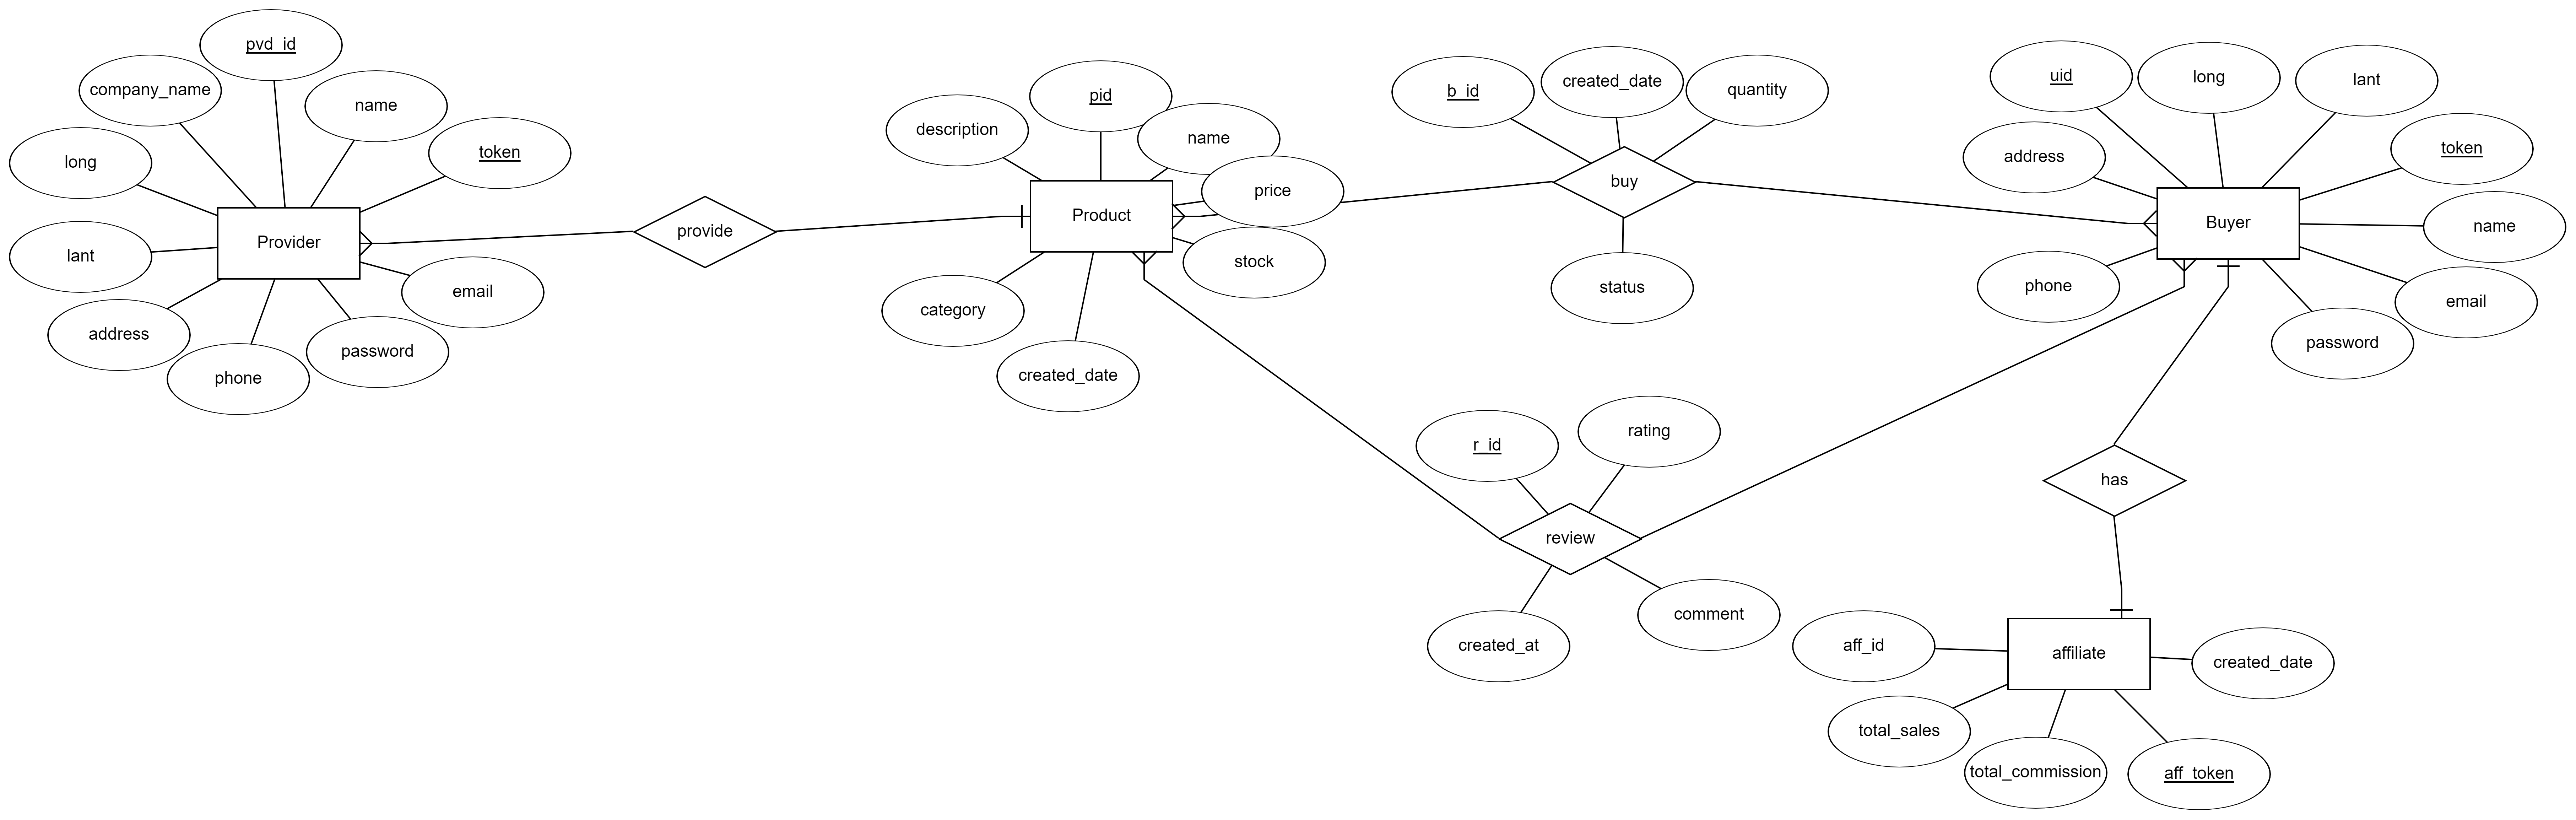 pvd_id
company_name
name
long
token
lant
Provider
email
address
phone
password
provide
pid
description
name
price
Product
stock
category
created_date
b_id
created_date
quantity
buy
status
uid
long
lant
address
token
Buyer
name
phone
email
password
r_id
rating
review
created_at
comment
has
aff_id
affiliate
created_date
total_sales
total_commission
aff_token